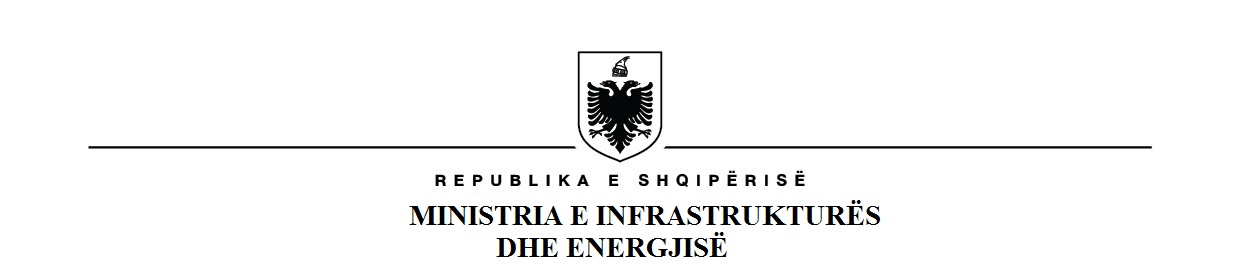 REPUBLIKA E SHQIPËRISË
MINISTRIA E INFRASTRUKTURËS
DHE ENERGJISË